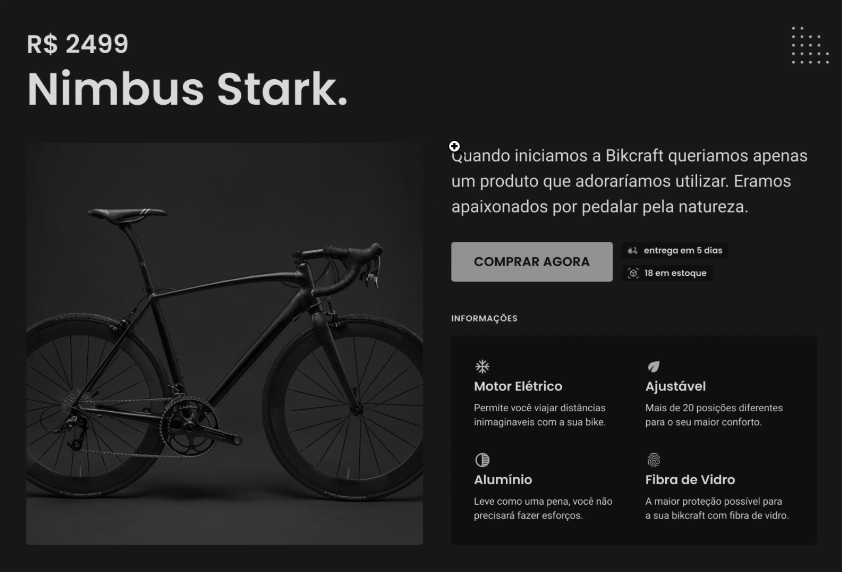 R$ 2499
Nimbus Stark.
Quando iniciamos a Bikcraft queriamos apenas
um produto que adoraríamos utilizar. Eramos
apaixonados por pedalar pela natureza.
COMPRAR AGORA
entrega em 5 dias
18 em estoque
INFORMAÇÕES
Motor Elétrico
Permite você viajar distâncias
inimaginaveis com a sua bike.
Ajustável
Mais de 20 posições diferentes
para o seu maior conforto.
Alumínio
Leve como uma pena, você não
precisará fazer esforços.
Fibra de Vidro
A maior proteção possível para
a sua bikcraft com fibra de vidro.